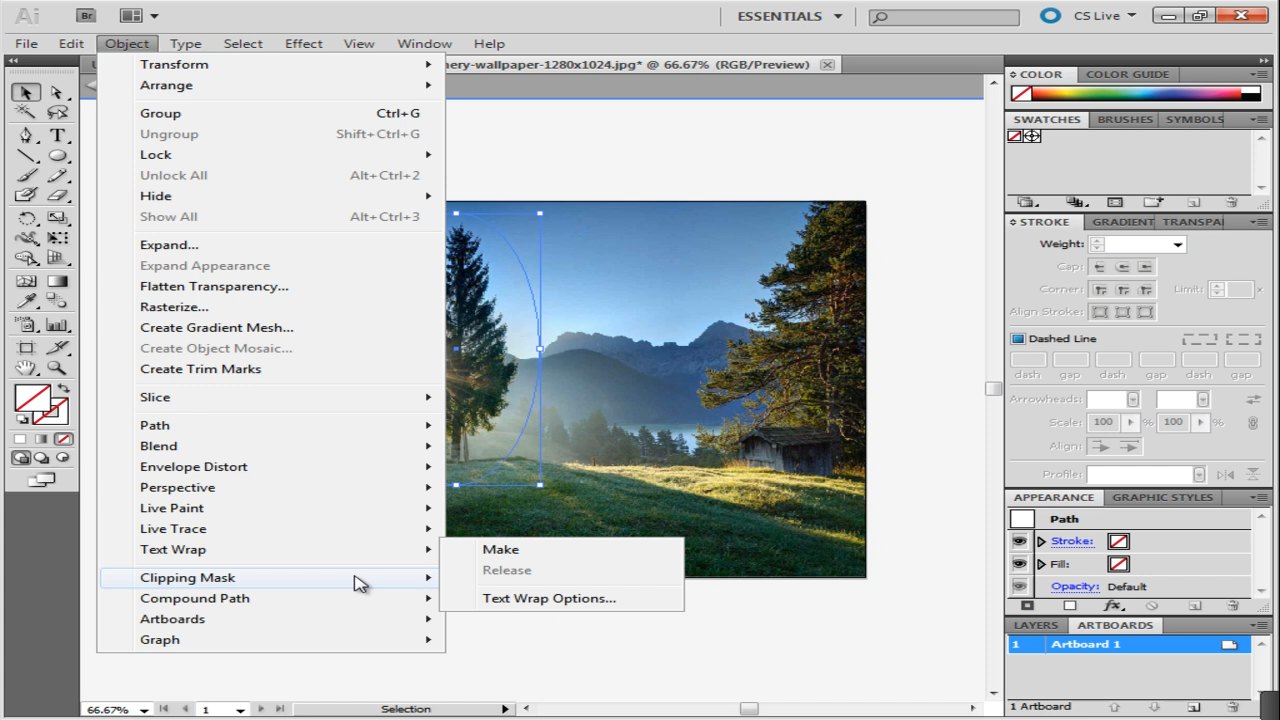 Ai Br ESSENTIALS CS Live
File Edit Object Type Select Effect View Window Help
nery-wallpaper-1280x1024.jpg* @ 66.67% (RGB/Preview)
Transform
Arrange
Group Ctrl+G
Ungroup Shift+Ctrl+G
Lock
Unlock All Alt+Ctrl+2
Hide
Show All Alt+Ctrl+3
Expand...
Expand Appearance
Flatten Transparency...
Rasterize...
Create Gradient Mesh...
Create Object Mosaic...
Create Trim Marks
Slice
Path
Blend
Envelope Distort
Perspective
Live Paint
Live Trace
Text Wrap
Clipping Mask
Compound Path
Artboards
Graph
Make
Release
Text Wrap Options...
COLOR COLOR GUIDE
SWATCHES BRUSHES SYMBOLS
STROKE GRADIENT TRANSPA
Weight:
Cap:
Corner: Limit: x
Align Stroke:
Dashed Line
dash gap dash gap dash gap
Arrowheads:
Scale: 100 % 100 %
Align:
Profile:
APPEARANCE GRAPHIC STYLES
Path
Stroke:
Fill:
Opacity: Default
fx
LAYERS ARTBOARDS
1 Artboard 1
1 Artboard
66.67% 1 Selection